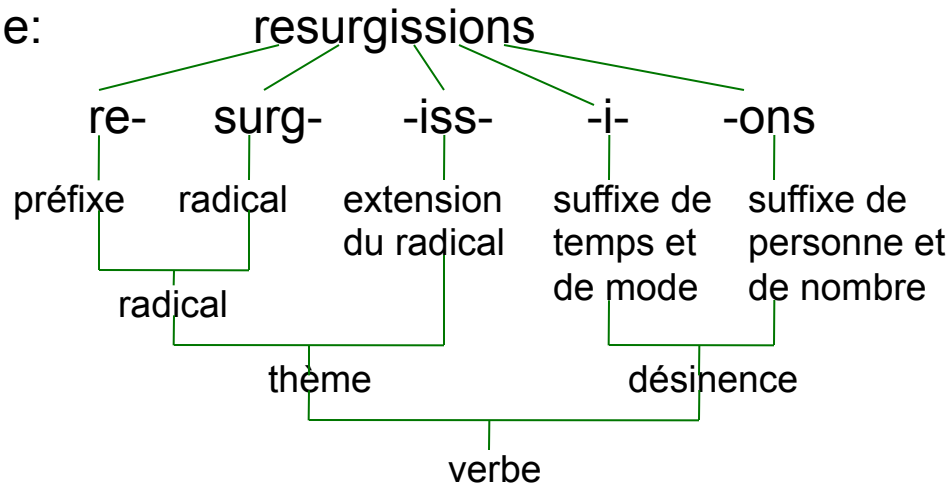 e: resurgissions
re- surg- -iss- -i- -ons
préfixe radical extension suffixe de suffixe de
du radical temps et personne et
de mode de nombre
radical
thème désinence
verbe